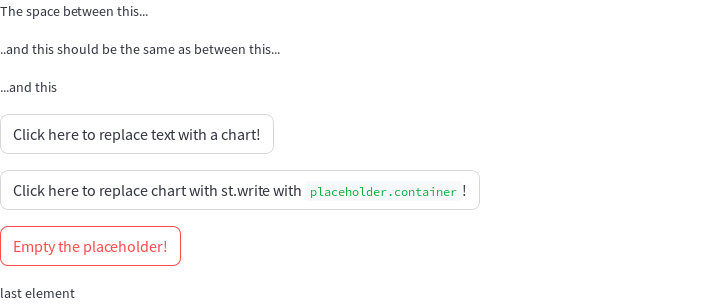 The space between this...
..and this should be the same as between this...
...and this
Click here to replace text with a chart!
Click here to replace chart with st.write with placeholder.container !
Empty the placeholder!
last element